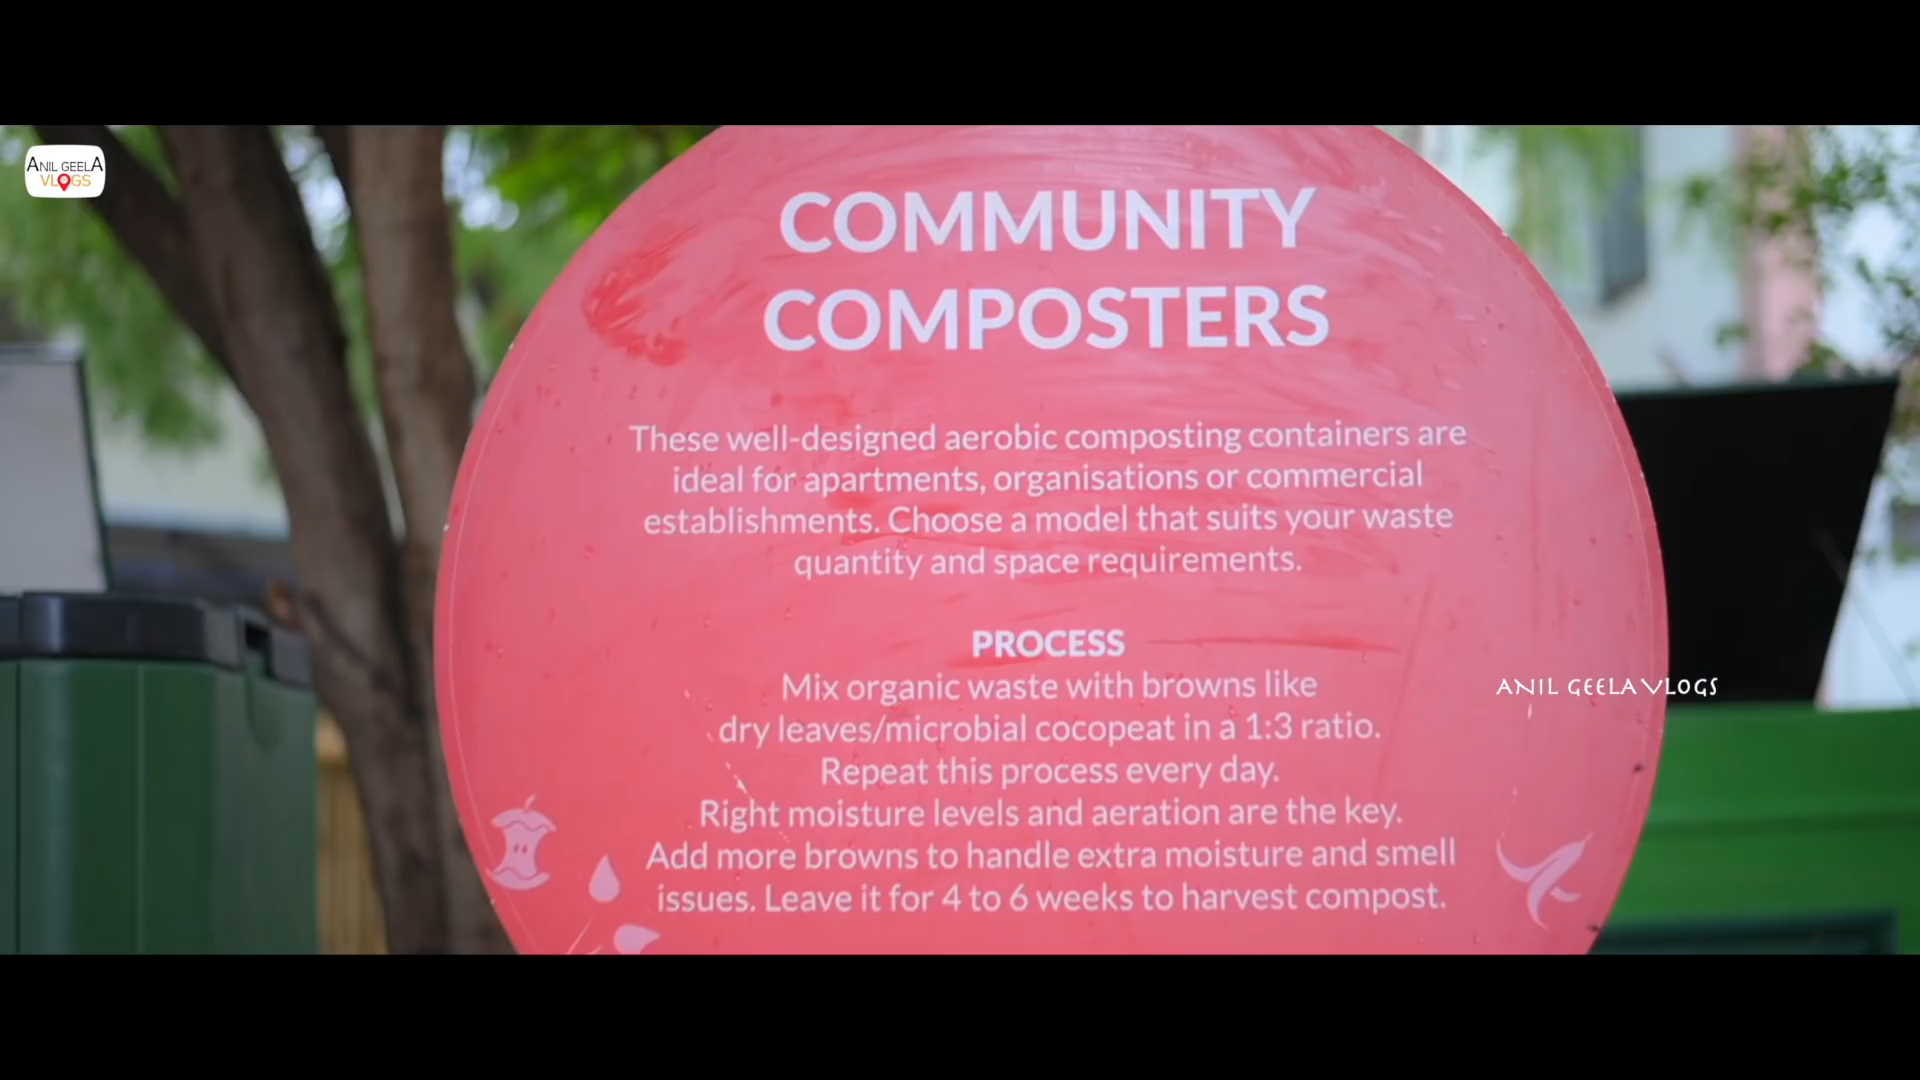 ANIL GEELA
VLOGS
COMMUNITY
COMPOSTERS
These well-designed aerobic composting containers are
ideal for apartments, organisations or commercial
establishments. Choose a model that suits your waste
quantity and space requirements.
PROCESS
Mix organic waste with browns like
dry leaves/microbial cocopeat in a 1:3 ratio.
Repeat this process every day.
Right moisture levels and aeration are the key.
Add more browns to handle extra moisture and smell
issues. Leave it for 4 to 6 weeks to harvest compost.
ANIL GEELA VLOGS